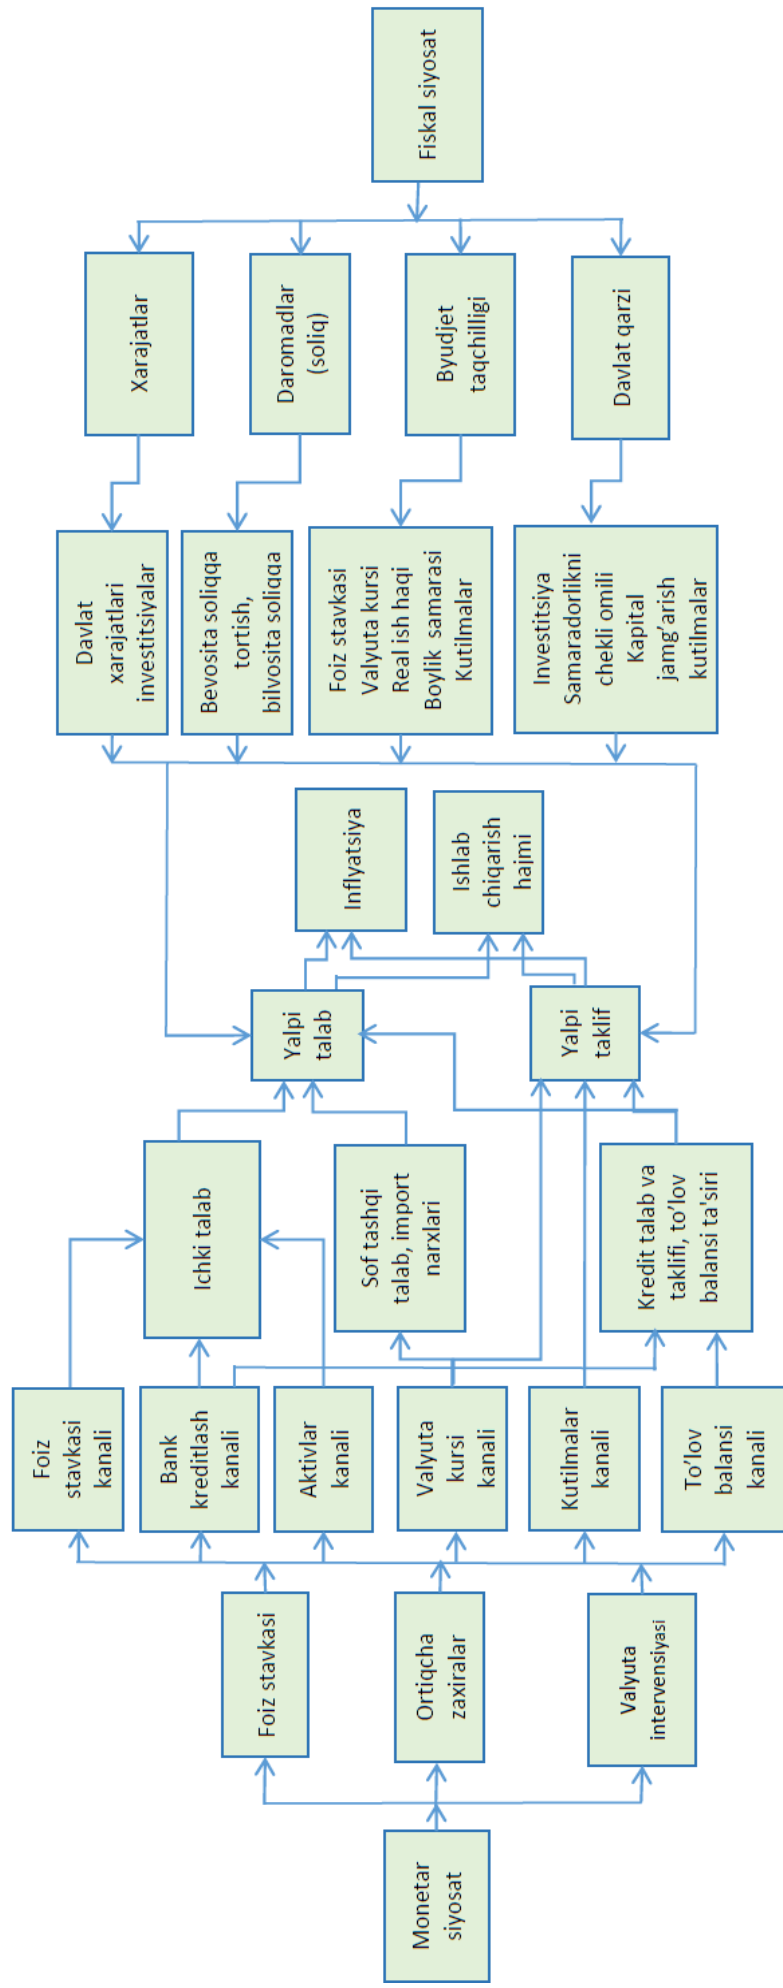 Monetar
siyosat
Foiz stavkasi
Ortiqcha
zaxiralar
Valyuta
intervensiyasi
Foiz
stavkasi
kanali
Bank
kreditlash
kanali
Aktivlar
kanali
Valyuta
kursi
kanali
Kutilmalar
kanali
To’lov
balansi
kanali
Ichki talab
Sof tashqi
talab, import
narxlari
Kredit talab va
taklifi, to’lov
balansi ta'siri
Yalpi
talab
Yalpi
taklif
Inflyatsiya
Ishlab
chiqarish
hajmi
Davlat
xarajatlari
investitsiyalar
Bevosita soliqqa
tortish,
bilvosita soliqqa
Foiz stavkasi
Valyuta kursi
Real ish haqi
Boylik samarasi
Kutilmalar
Investitsiya
Samaradorlikni
chekli omili
Kapital
jamg’arish
kutilmalar
Xarajatlar
Daromadlar
(soliq)
Byudjet
taqchilligi
Davlat qarzi
Fiskal siyosat